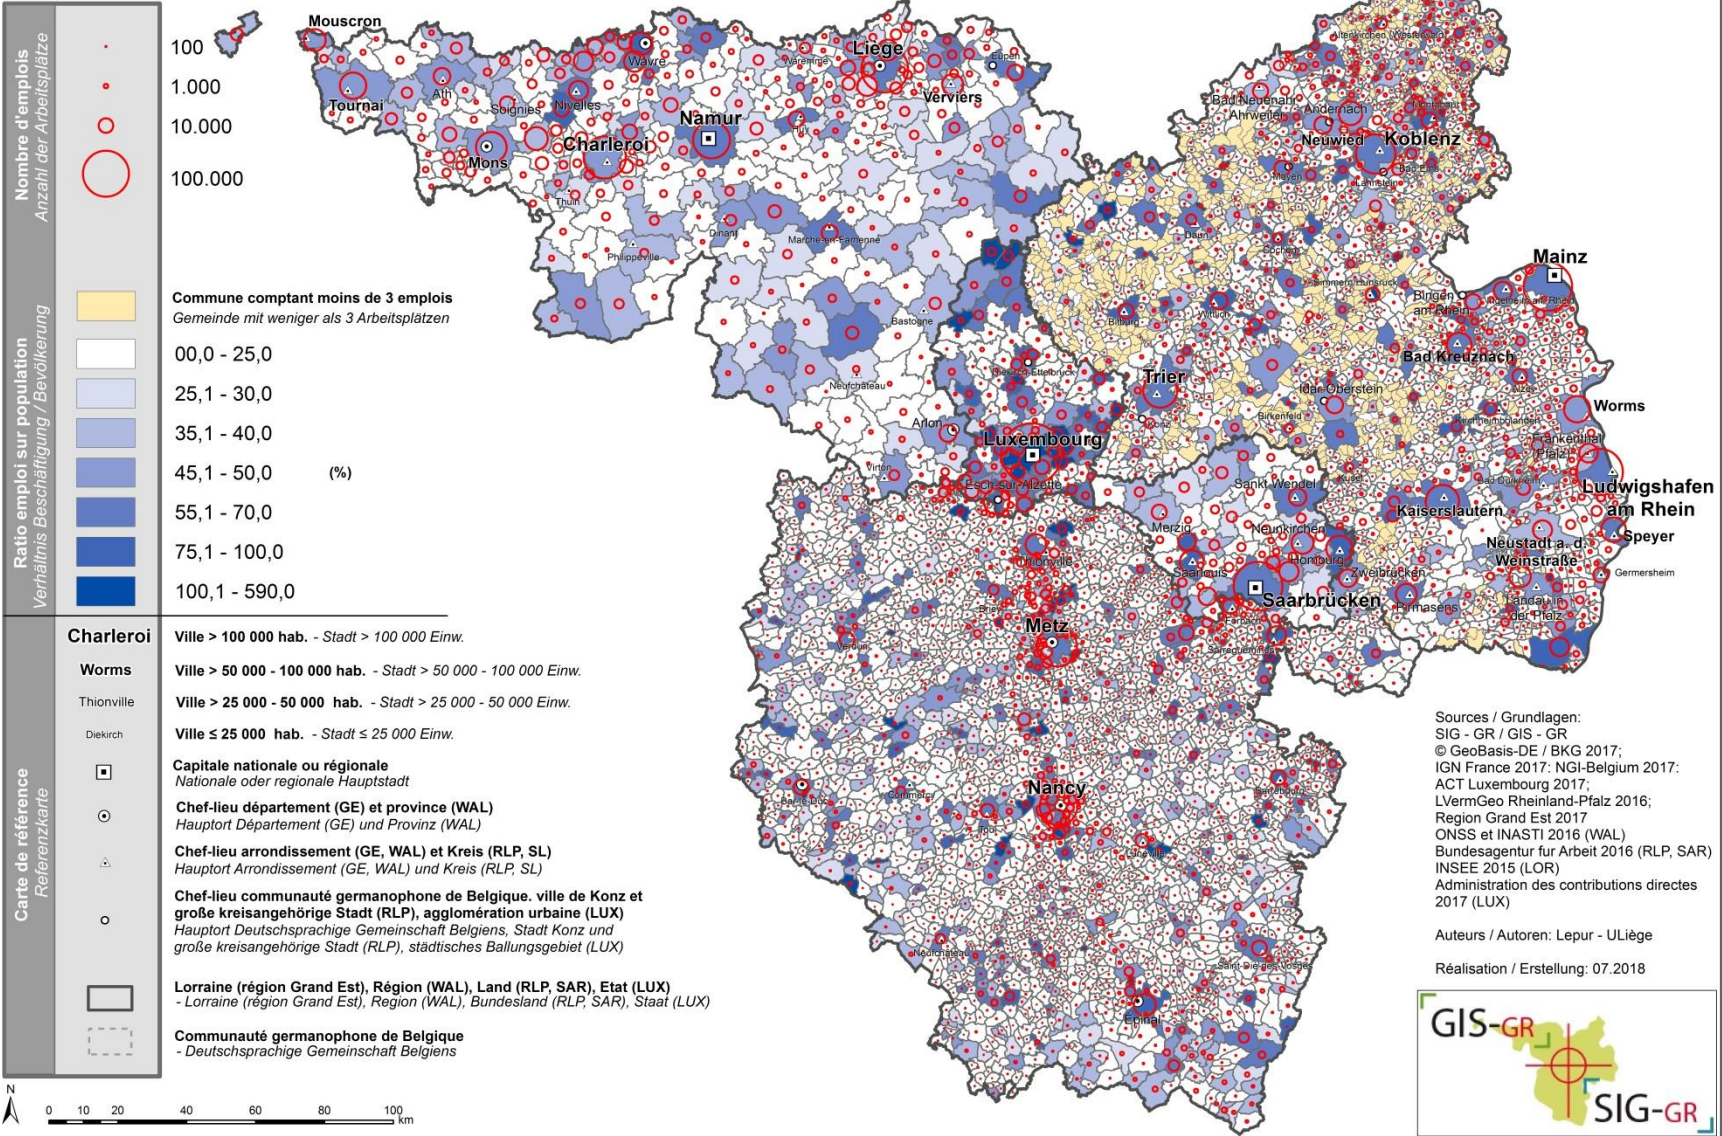 Nombre d'emplois
Anzahl der Arbeitsplätze
100
1.000
10.000
100.000
Ratio emploi sur population
Verhältnis Beschäftigung / Bevölkerung
Commune comptant moins de 3 emplois
Gemeinde mit weniger als 3 Arbeitsplätzen
00,0 - 25,0
25,1 - 30,0
35,1 - 40,0
45,1 - 50,0 (%)
55,1 - 70,0
75,1 - 100,0
100,1 - 590,0
Carte de référence
Referenzkarte
Charleroi Ville > 100 000 hab. - Stadt > 100 000 Einw.
Worms Ville > 50 000 - 100 000 hab. - Stadt > 50 000 - 100 000 Einw.
Thionville Ville > 25 000 - 50 000 hab. - Stadt > 25 000 - 50 000 Einw.
Diekirch Ville ≤ 25 000 hab. - Stadt ≤ 25 000 Einw.
Capitale nationale ou régionale
Nationale oder regionale Hauptstadt
Chef-lieu département (GE) et province (WAL)
Hauptort Département (GE) und Provinz (WAL)
Chef-lieu arrondissement (GE, WAL) et Kreis (RLP, SL)
Hauptort Arrondissement (GE, WAL) und Kreis (RLP, SL)
Chef-lieu communauté germanophone de Belgique. ville de Konz et
große kreisangehörige Stadt (RLP), agglomération urbaine (LUX)
Hauptort Deutschsprachige Gemeinschaft Belgiens, Stadt Konz und
große kreisangehörige Stadt (RLP), städtisches Ballungsgebiet (LUX)
Lorraine (région Grand Est), Région (WAL), Land (RLP, SAR), Etat (LUX)
- Lorraine (région Grand Est), Region (WAL), Bundesland (RLP, SAR), Staat (LUX)
Communauté germanophone de Belgique
- Deutschsprachige Gemeinschaft Belgiens
N
0 10 20 40 60 80 100
km
Mouscron
Tournai
Ath
Soignies
Mons
Nivelles
Wavre
Charleroi
Thuin
Namur
Philippeville
Dinant
Huy
Waremme
Liège
Verviers
Eupen
Marche-en-Famenne
Bastogne
Neufchâteau
Arlon
Virton
Diekirch-Ettelbruck
Luxembourg
Esch-sur-Alzette
Altenkirchen (Westerwald)
Bad Neuenahr-
Ahrweiler
Andernach
Montabaur
Neuwied
Koblenz
Mayen
Lahnstein
Bad Ems
Daun
Cochem
Simmern/Hunsrück
Bitburg
Wittlich
Mainz
Bingen
am Rhein
Ingelheim am Rhein
Bad Kreuznach
Alzey
Trier
Konz
Idar-Oberstein
Birkenfeld
Kirchheimbolanden
Worms
Frankenthal
(Pfalz)
Bad Dürkheim
Ludwigshafen
am Rhein
Kusel
Kaiserslautern
Sankt Wendel
Merzig
Neunkirchen
Homburg
Saarlouis
Saarbrücken
Zweibrücken
Pirmasens
Neustadt a. d.
Weinstraße
Speyer
Germersheim
Landau in
der Pfalz
Thionville
Briey
Metz
Verdun
Forbach
Sarreguemines
Bar-le-Duc
Commercy
Toul
Nancy
Lunéville
Sarrebourg
Neufchâteau
Épinal
Saint-Dié-des-Vosges
Sources / Grundlagen:
SIG - GR / GIS - GR
© GeoBasis-DE / BKG 2017;
IGN France 2017: NGI-Belgium 2017:
ACT Luxembourg 2017;
LVermGeo Rheinland-Pfalz 2016;
Region Grand Est 2017
ONSS et INASTI 2016 (WAL)
Bundesagentur fur Arbeit 2016 (RLP, SAR)
INSEE 2015 (LOR)
Administration des contributions directes
2017 (LUX)
Auteurs / Autoren: Lepur - ULiège
Réalisation / Erstellung: 07.2018
GIS-GR
SIG-GR